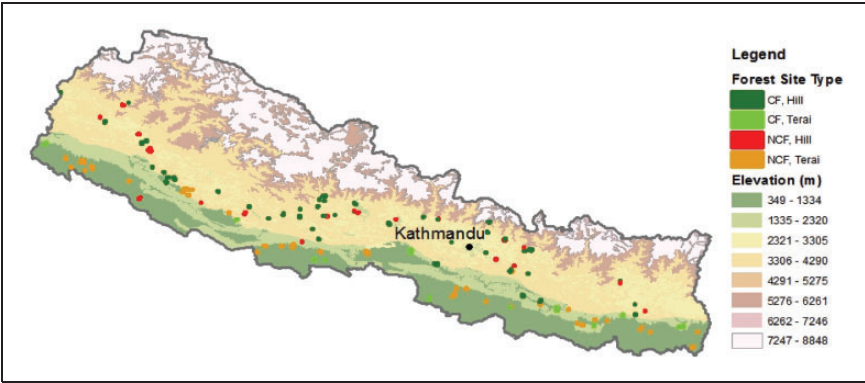 Kathmandu
Legend
Forest Site Type
CF, Hill
CF, Terai
NCF, Hill
NCF, Terai
Elevation (m)
349 - 1334
1335 - 2320
2321 - 3305
3306 - 4290
4291 - 5275
5276 - 6261
6262 - 7246
7247 - 8848